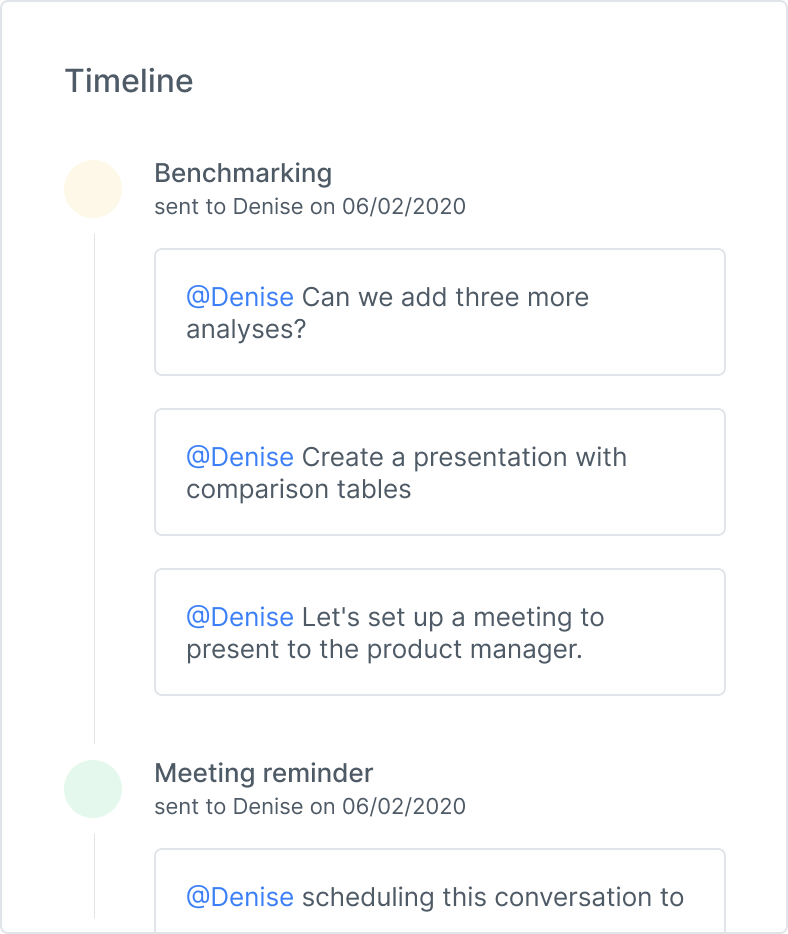 Timeline
Benchmarking
sent to Denise on 06/02/2020
@Denise Can we add three more
analyses?
@Denise Create a presentation with
comparison tables
@Denise Let's set up a meeting to
present to the product manager.
Meeting reminder
sent to Denise on 06/02/2020
@Denise scheduling this conversation to